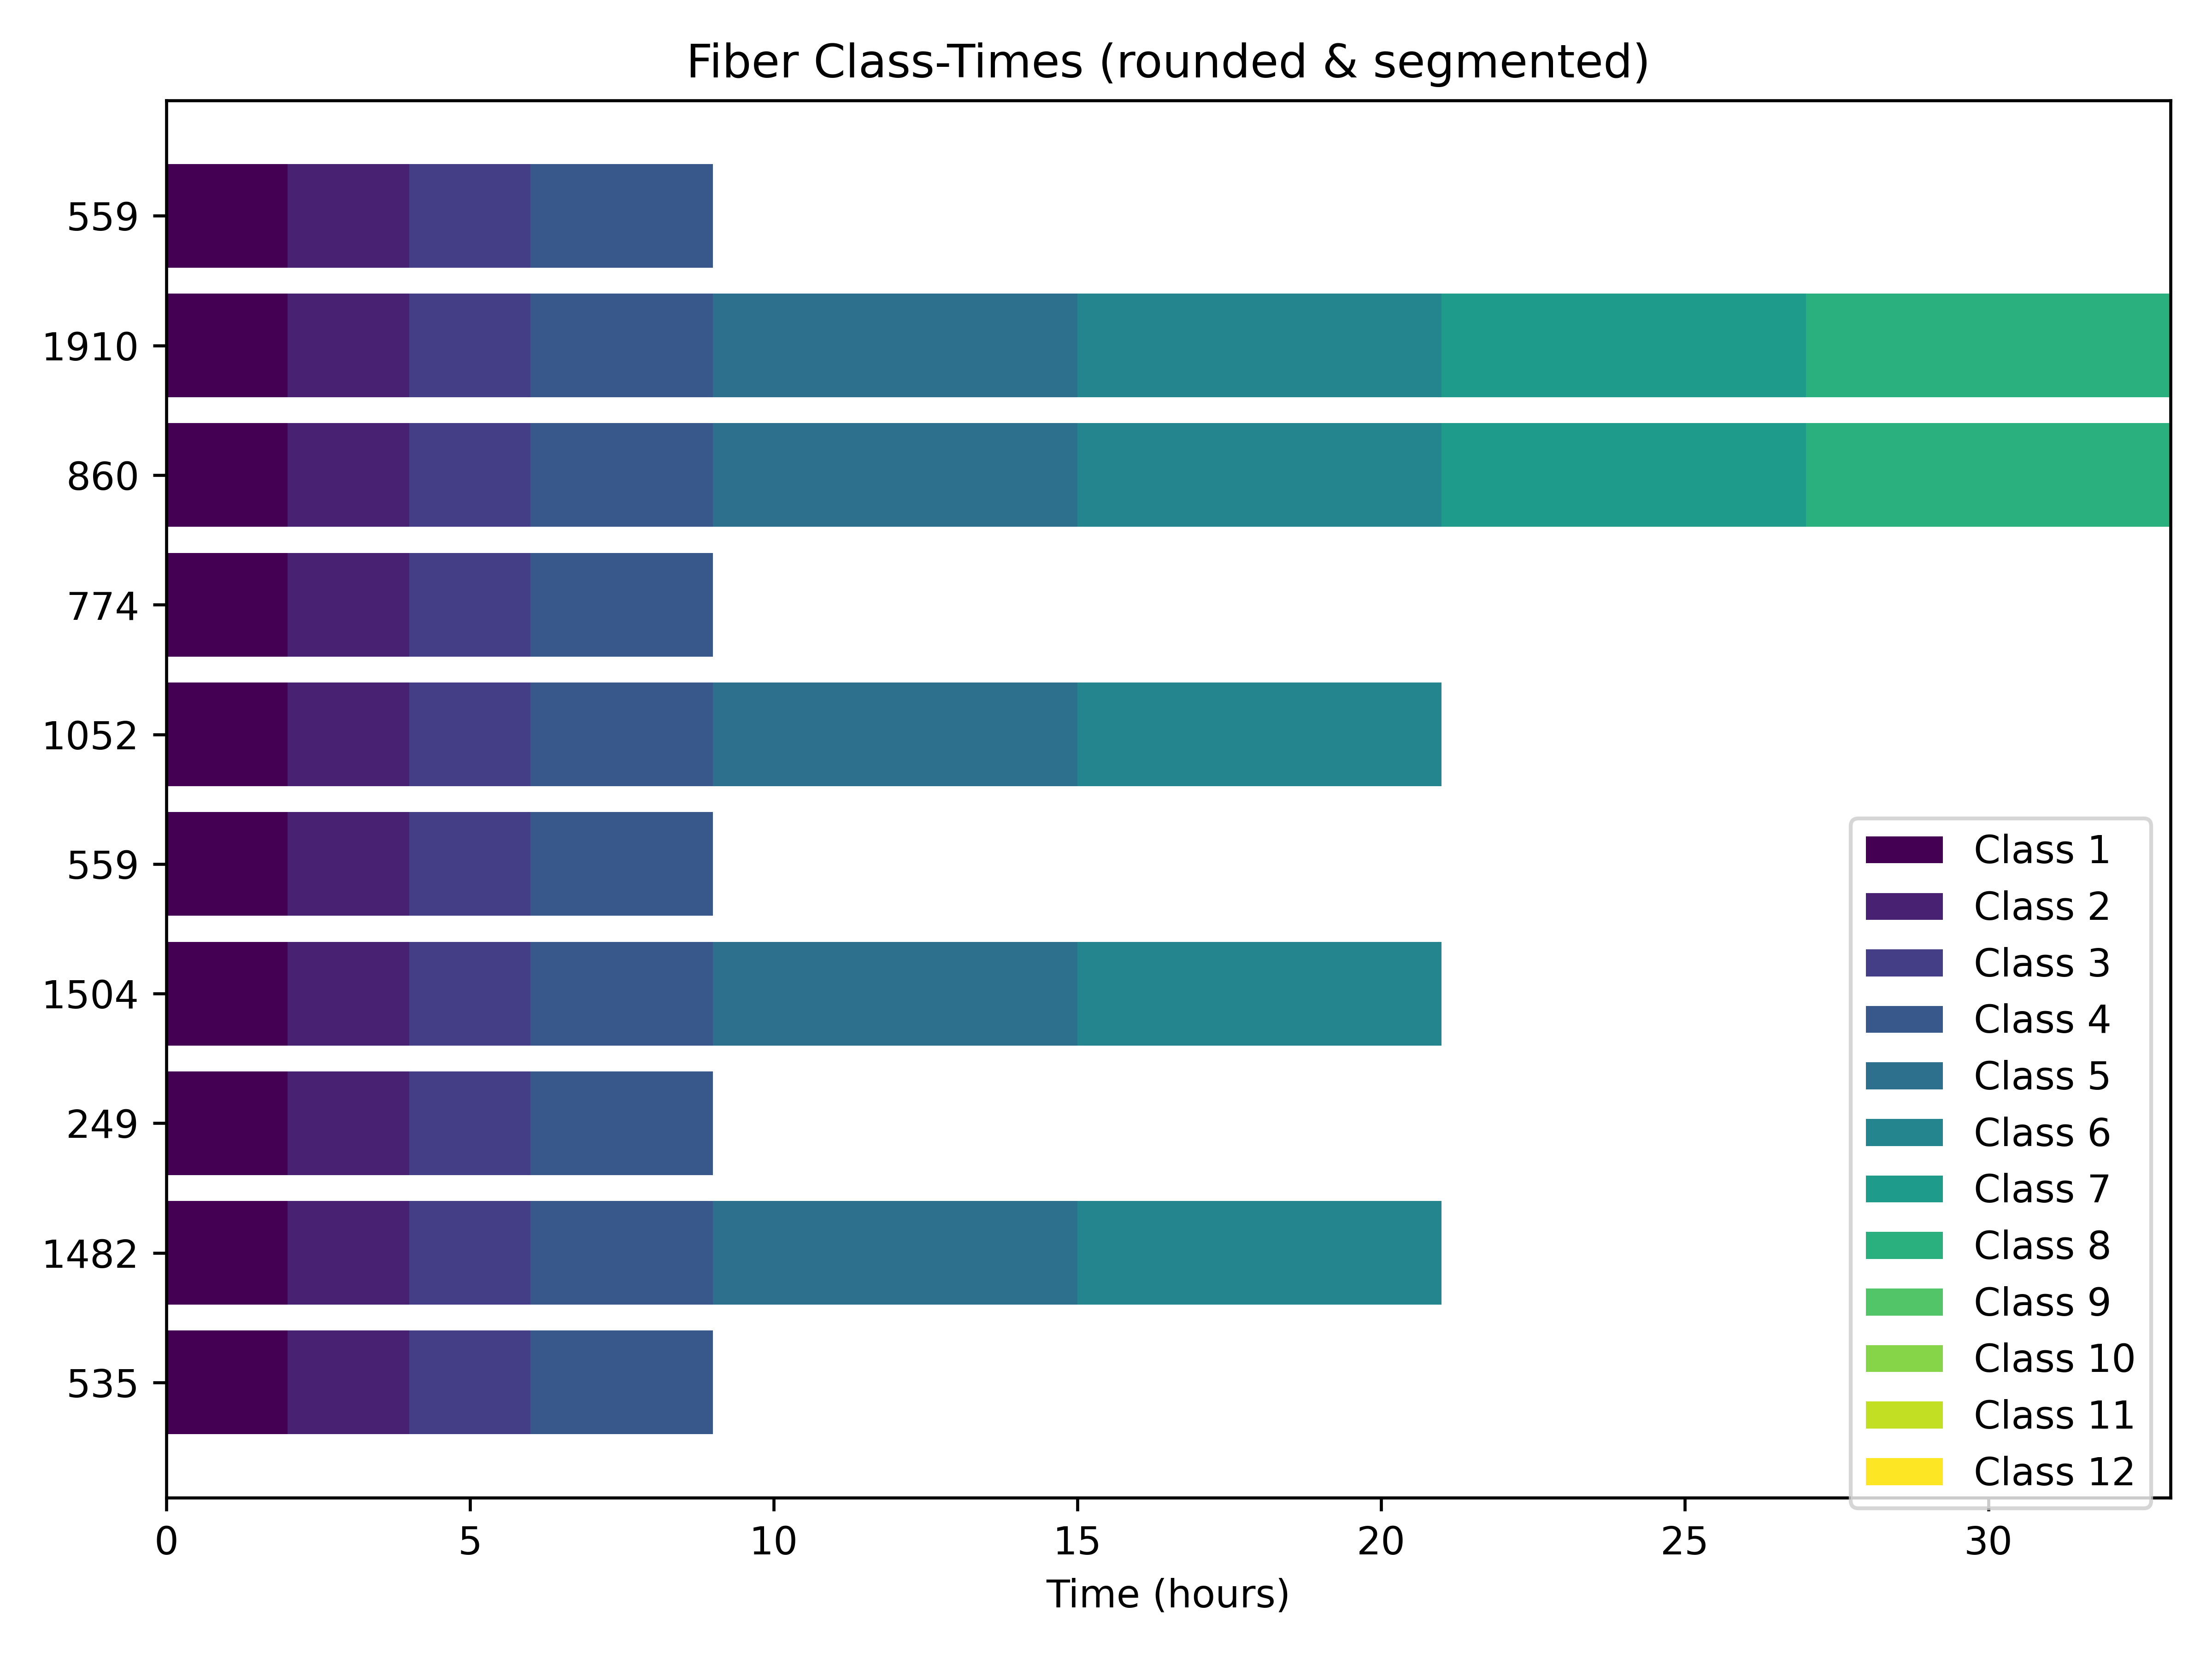 Fiber Class-Times (rounded & segmented)
559
1910
860
774
1052
559
1504
249
1482
535
Class 1
Class 2
Class 3
Class 4
Class 5
Class 6
Class 7
Class 8
Class 9
Class 10
Class 11
Class 12
0 5 10 15 20 25 30
Time (hours)